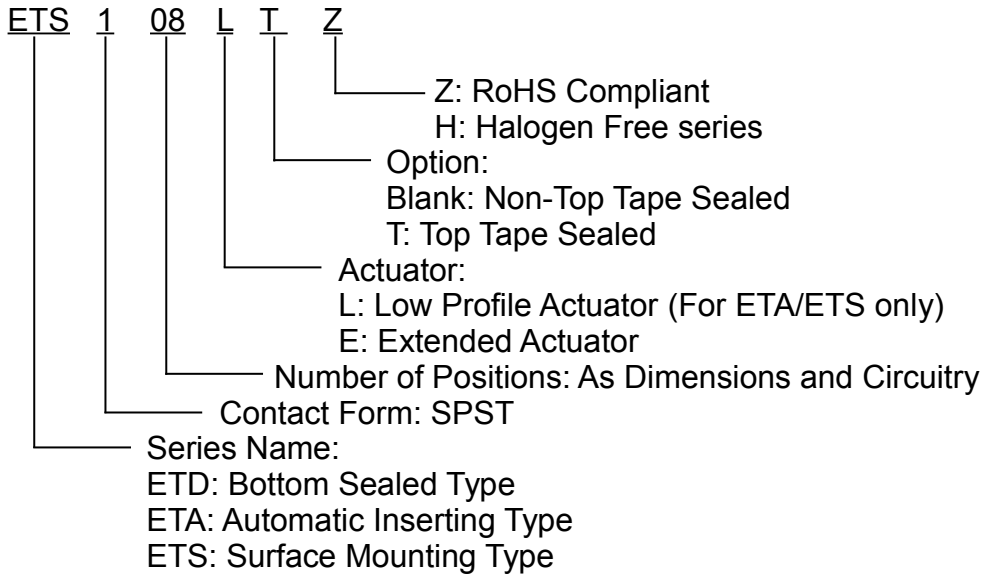 ETS 1 08 L T Z
Z: RoHS Compliant
H: Halogen Free series
Option:
Blank: Non-Top Tape Sealed
T: Top Tape Sealed
Actuator:
L: Low Profile Actuator (For ETA/ETS only)
E: Extended Actuator
Number of Positions: As Dimensions and Circuitry
Contact Form: SPST
Series Name:
ETD: Bottom Sealed Type
ETA: Automatic Inserting Type
ETS: Surface Mounting Type